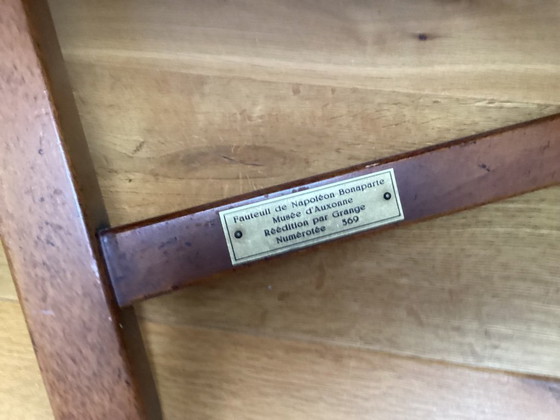 Fauteuil de Napoléon Bonaparte
Musée d'Auxonne
Réédition par Grange
Numérotée 369